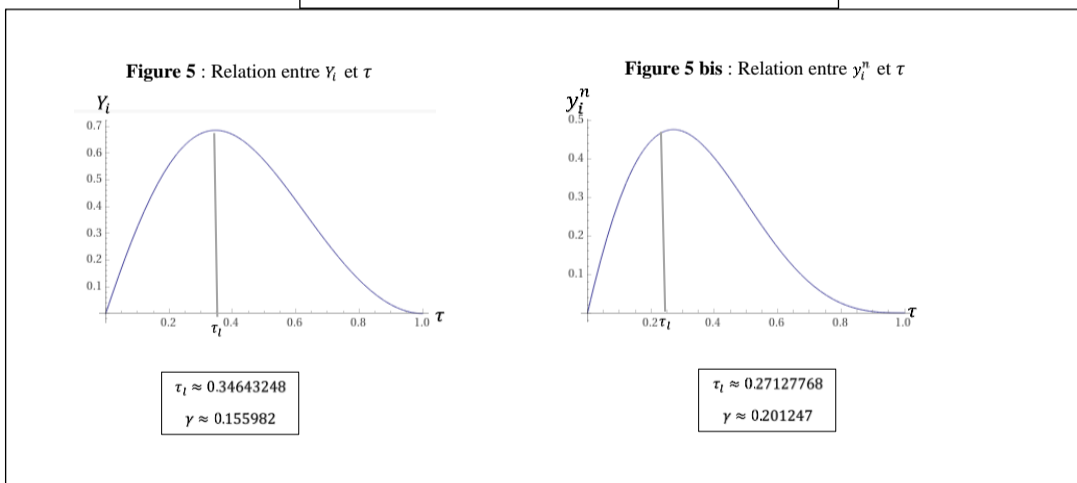 Figure 5 : Relation entre Yᵢ et τ
Yᵢ
0.7
0.6
0.5
0.4
0.3
0.2
0.1
0.2
τₗ
0.4
0.6
0.8
1.0
τ
τₗ ≈ 0.34643248
γ ≈ 0.155982
Figure 5 bis : Relation entre yᵢⁿ et τ
yᵢⁿ
0.5
0.4
0.3
0.2
0.1
0.2
τₗ
0.4
0.6
0.8
1.0
τ
τₗ ≈ 0.27127768
γ ≈ 0.201247